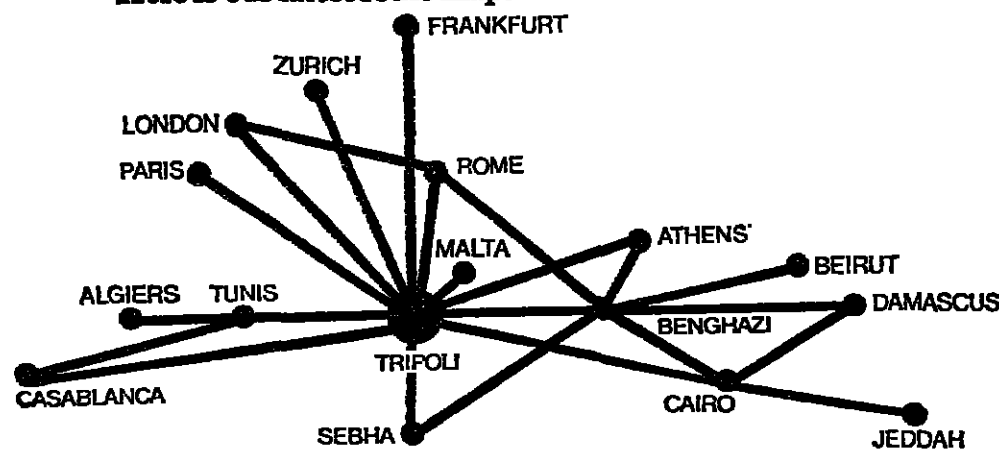 FRANKFURT
ZURICH
LONDON
PARIS
ROME
MALTA
ATHENS
BEIRUT
ALGIERS
TUNIS
DAMASCUS
BENGHAZI
TRIPOLI
CASABLANCA
CAIRO
SEBHA
JEDDAH